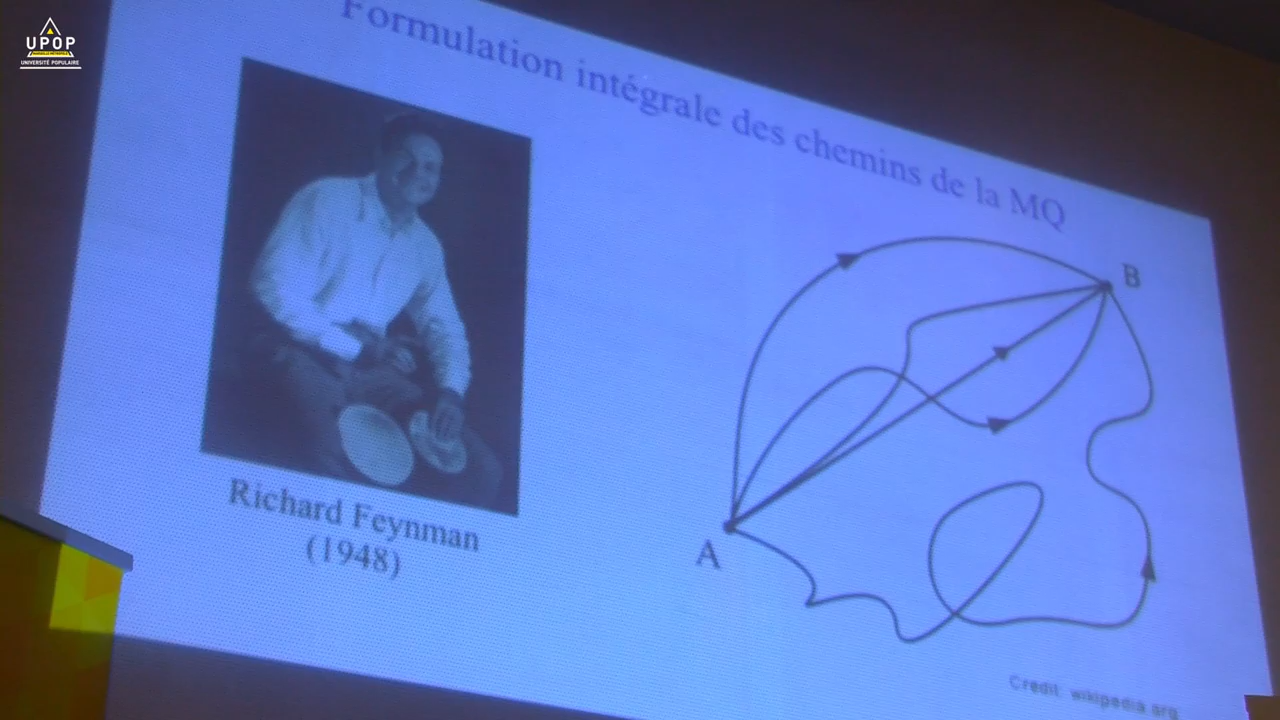 UPOP
UNIVERSITÉ POPULAIRE
Formulation intégrale des chemins de la MQ
B
A
Richard Feynman
(1948)
Credit: wikipedia.org